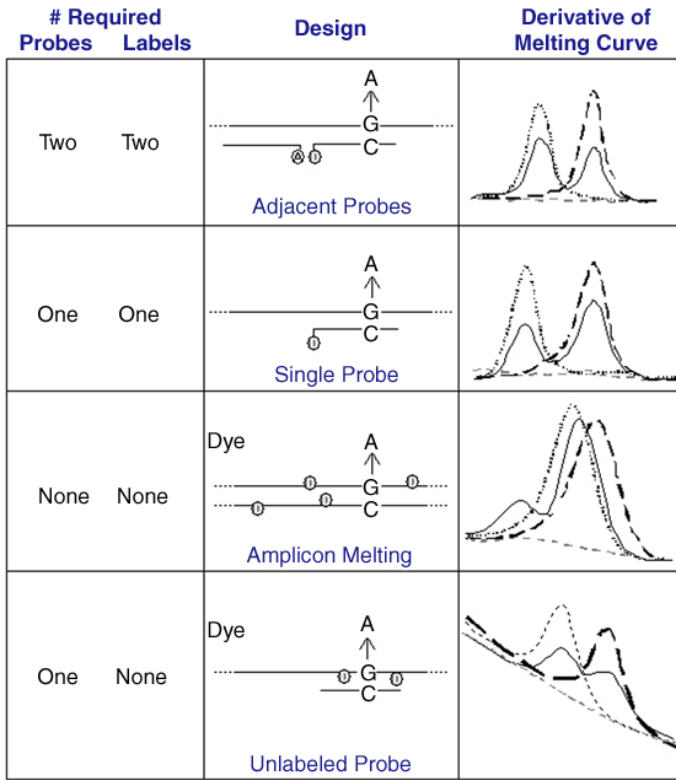 # Required
Probes Labels
Design
Derivative of
Melting Curve
Two Two
A
G
C
A
Adjacent Probes
One One
A
G
C
Single Probe
None None
Dye
A
G
C
Amplicon Melting
One None
Dye
A
G
C
Unlabeled Probe